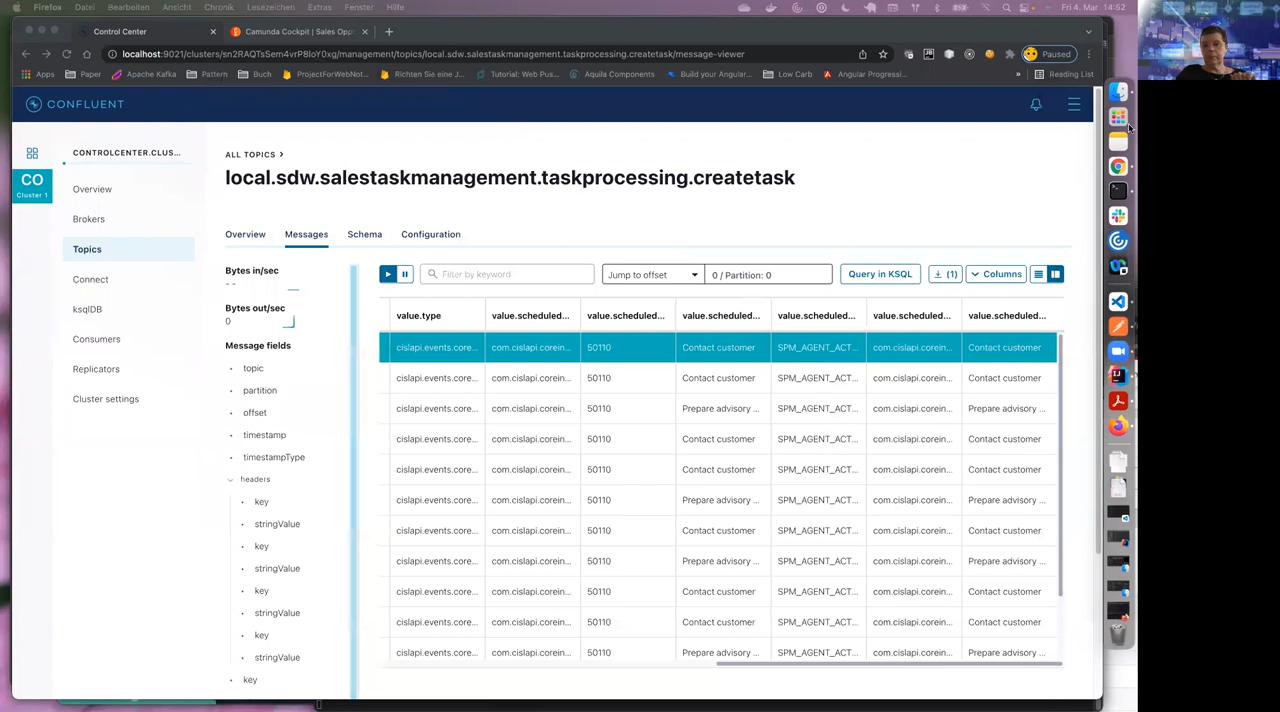 Firefox Datei Bearbeiten Ansicht Chronik Lesezeichen Extras Fenster Hilfe
Fr 4. Mär 14:52
Control Center
Camunda Cockpit | Sales Opp
localhost:9021/clusters/sn2RAQTsSem4vrP8IoY0xg/management/topics/local.sdw.salestaskmanagement.taskprocessing.createtask/message-viewer
Paused
Apps Paper Apache Kafka Pattern Buch ProjectForWebNot... Richten Sie eine J... Tutorial: Web Pus... Aquila Components Build your Angular... Low Carb Angular Progressi... » Reading List
CONFLUENT
CO
Cluster 1
CONTROLCENTER.CLUS...
Overview
Brokers
Topics
Connect
ksqlDB
Consumers
Replicators
Cluster settings
ALL TOPICS >
local.sdw.salestaskmanagement.taskprocessing.createtask
Overview Messages Schema Configuration
Bytes in/sec
- -
Bytes out/sec
0
Message fields
topic
partition
offset
timestamp
timestampType
headers
key
stringValue
key
stringValue
key
stringValue
key
stringValue
key
Filter by keyword Jump to offset 0 / Partition: 0 Query in KSQL (1) Columns
value.type value.scheduled... value.scheduled... value.scheduled... value.scheduled... value.scheduled... value.scheduled...
cislapi.events.core... com.cislapi.corein... 50110 Contact customer SPM_AGENT_ACT... com.cislapi.corein... Contact customer
cislapi.events.core... com.cislapi.corein... 50110 Contact customer SPM_AGENT_ACT... com.cislapi.corein... Contact customer
cislapi.events.core... com.cislapi.corein... 50110 Prepare advisory ... SPM_AGENT_ACT... com.cislapi.corein... Prepare advisory ...
cislapi.events.core... com.cislapi.corein... 50110 Contact customer SPM_AGENT_ACT... com.cislapi.corein... Contact customer
cislapi.events.core... com.cislapi.corein... 50110 Contact customer SPM_AGENT_ACT... com.cislapi.corein... Contact customer
cislapi.events.core... com.cislapi.corein... 50110 Prepare advisory ... SPM_AGENT_ACT... com.cislapi.corein... Prepare advisory ...
cislapi.events.core... com.cislapi.corein... 50110 Contact customer SPM_AGENT_ACT... com.cislapi.corein... Contact customer
cislapi.events.core... com.cislapi.corein... 50110 Prepare advisory ... SPM_AGENT_ACT... com.cislapi.corein... Prepare advisory ...
cislapi.events.core... com.cislapi.corein... 50110 Contact customer SPM_AGENT_ACT... com.cislapi.corein... Contact customer
cislapi.events.core... com.cislapi.corein... 50110 Contact customer SPM_AGENT_ACT... com.cislapi.corein... Contact customer
cislapi.events.core... com.cislapi.corein... 50110 Prepare advisory ... SPM_AGENT_ACT... com.cislapi.corein... Prepare advisory ...